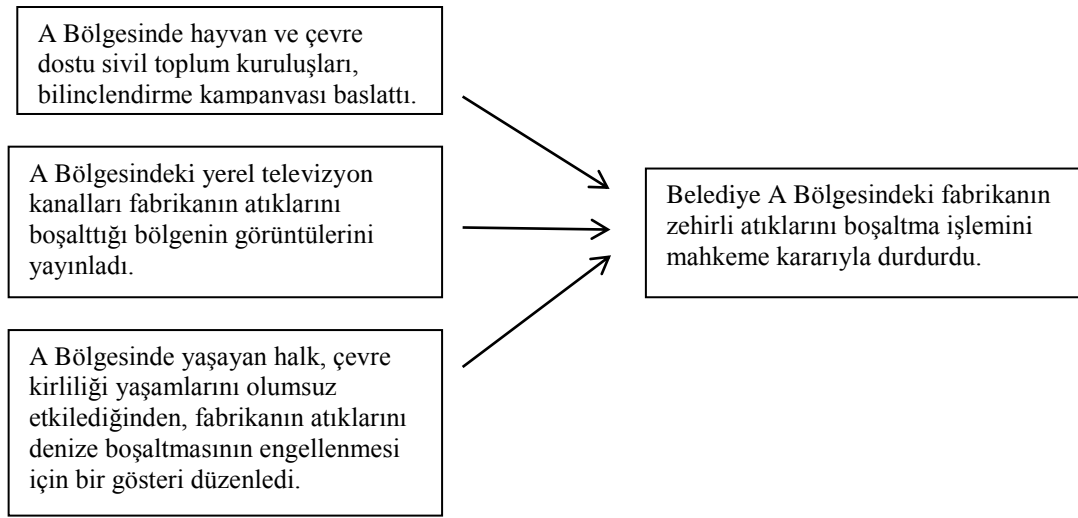 A Bölgesinde hayvan ve çevre
dostu sivil toplum kuruluşları,
bilinçlendirme kampanyası başlattı.
A Bölgesindeki yerel televizyon
kanalları fabrikanın atıklarını
boşalttığı bölgenin görüntülerini
yayınladı.
A Bölgesinde yaşayan halk, çevre
kirliliği yaşamlarını olumsuz
etkilediğinden, fabrikanın atıklarını
denize boşaltmasının engellenmesi
için bir gösteri düzenledi.
Belediye A Bölgesindeki fabrikanın
zehirli atıklarını boşaltma işlemini
mahkeme kararıyla durdurdu.